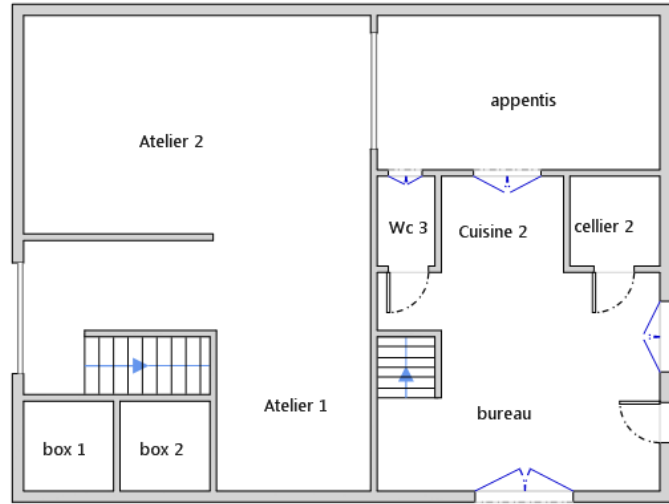 appentis
Atelier 2
Wc 3
Cuisine 2
cellier 2
Atelier 1
bureau
box 1
box 2